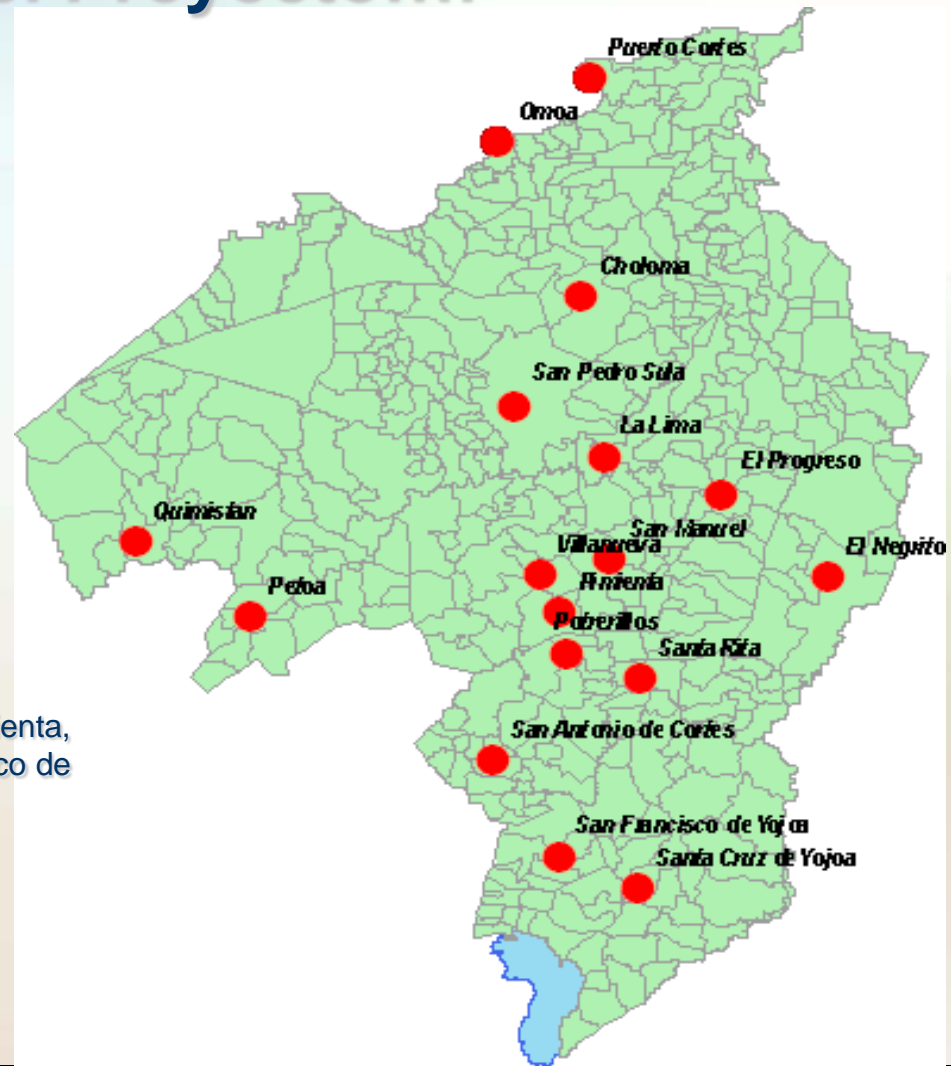 Proyecto...
Puerto Cortes
Omoa
Choloma
San Pedro Sula
La Lima
El Progreso
Quimistan
San Manuel
Villanueva
El Negrito
Pimienta
Petoa
Potrerillos
Santa Rita
enta,
San Antonio de Cortes
co de
San Francisco de Yojoa
Santa Cruz de Yojoa